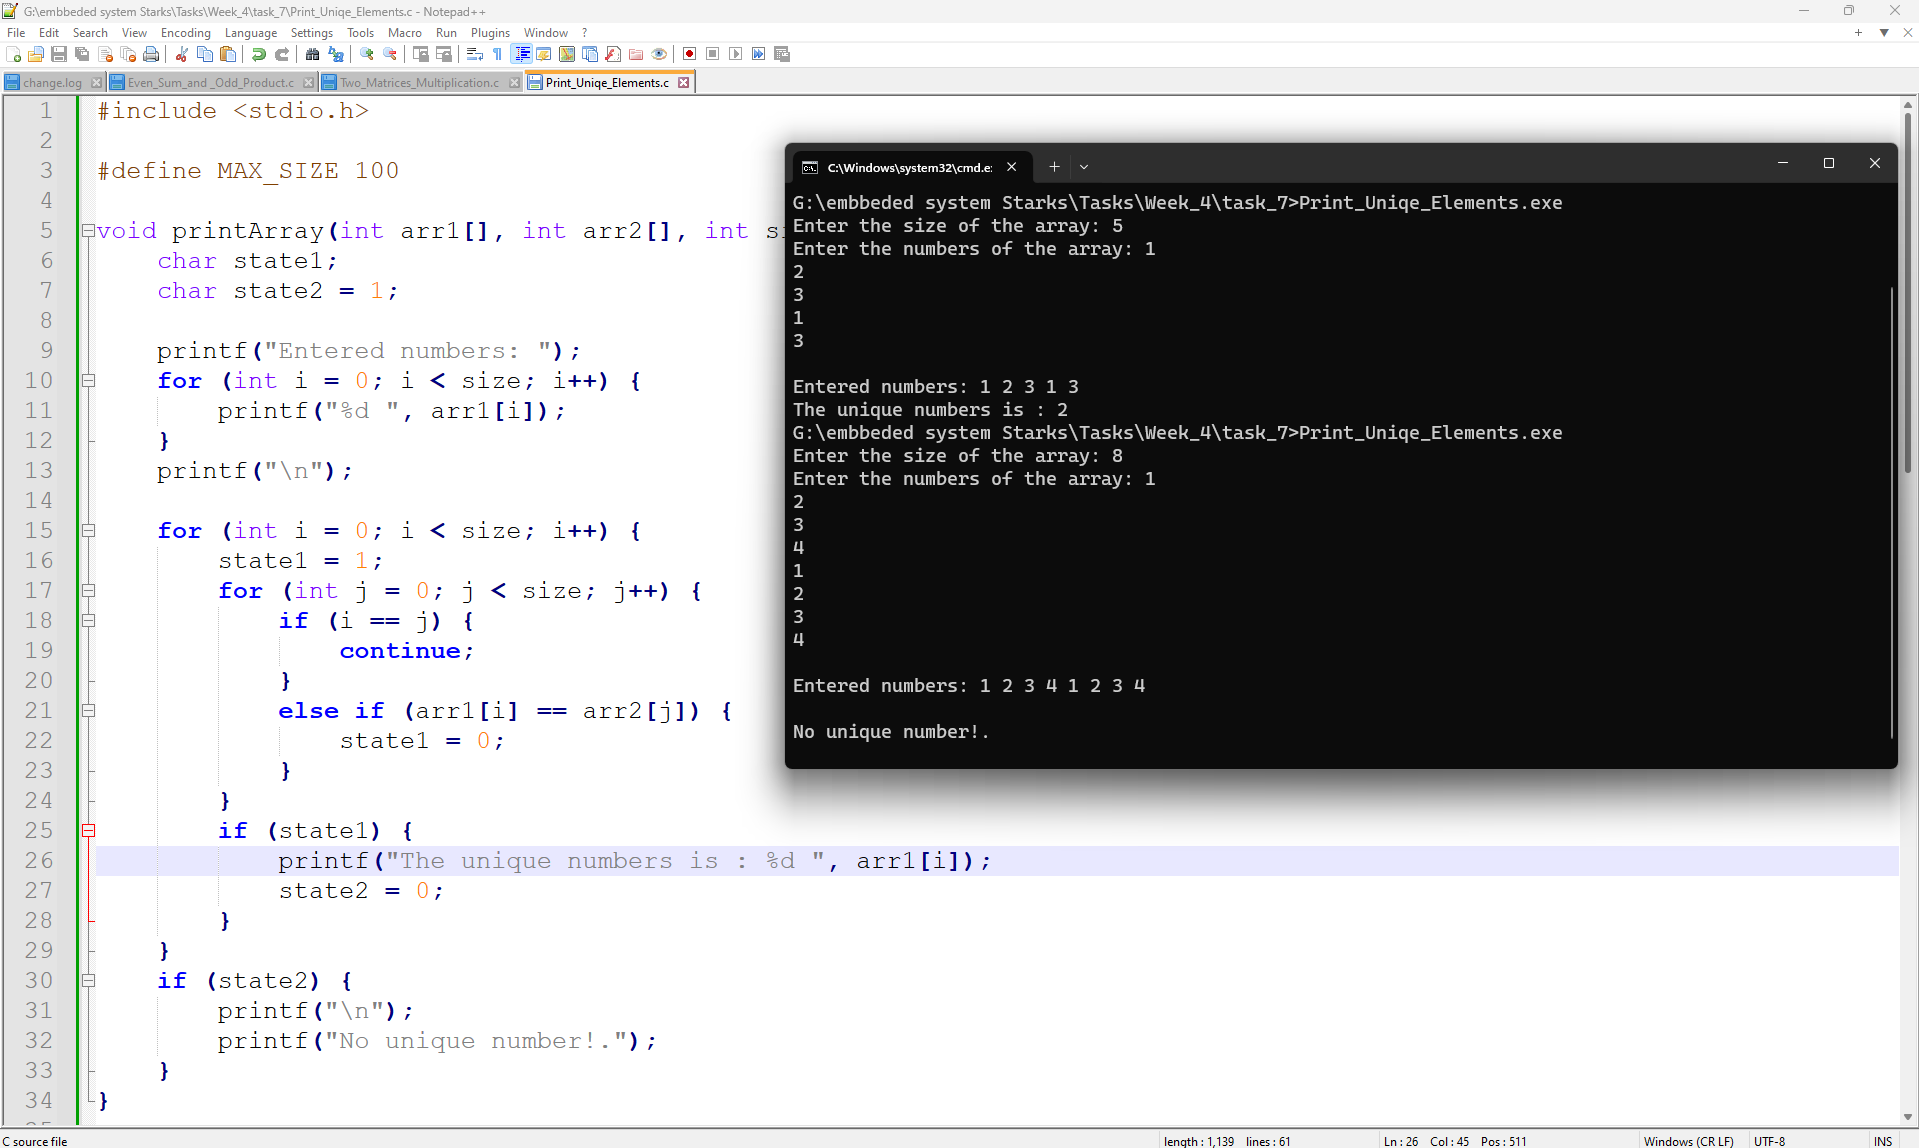 G:\embbeded system Starks\Tasks\Week_4\task_7\Print_Uniqe_Elements.c - Notepad++
File Edit Search View Encoding Language Settings Tools Macro Run Plugins Window ?
change.log Even_Sum_and _Odd_Product.c Two_Matrices_Multiplication.c Print_Uniqe_Elements.c
1 #include <stdio.h>
2
3 #define MAX_SIZE 100
4
5 void printArray(int arr1[], int arr2[], int si
6 char state1;
7 char state2 = 1;
8
9 printf("Entered numbers: ");
10 for (int i = 0; i < size; i++) {
11 printf("%d ", arr1[i]);
12 }
13 printf("\n");
14
15 for (int i = 0; i < size; i++) {
16 state1 = 1;
17 for (int j = 0; j < size; j++) {
18 if (i == j) {
19 continue;
20 }
21 else if (arr1[i] == arr2[j]) {
22 state1 = 0;
23 }
24 }
25 if (state1) {
26 printf("The unique numbers is : %d ", arr1[i]);
27 state2 = 0;
28 }
29 }
30 if (state2) {
31 printf("\n");
32 printf("No unique number!.");
33 }
34 }
C:\Windows\system32\cmd.e:
G:\embbeded system Starks\Tasks\Week_4\task_7>Print_Uniqe_Elements.exe
Enter the size of the array: 5
Enter the numbers of the array: 1
2
3
1
3
Entered numbers: 1 2 3 1 3
The unique numbers is : 2
G:\embbeded system Starks\Tasks\Week_4\task_7>Print_Uniqe_Elements.exe
Enter the size of the array: 8
Enter the numbers of the array: 1
2
3
4
1
2
3
4
Entered numbers: 1 2 3 4 1 2 3 4
No unique number!.
C source file length : 1,139 lines : 61 Ln : 26 Col : 45 Pos : 511 Windows (CR LF) UTF-8 INS